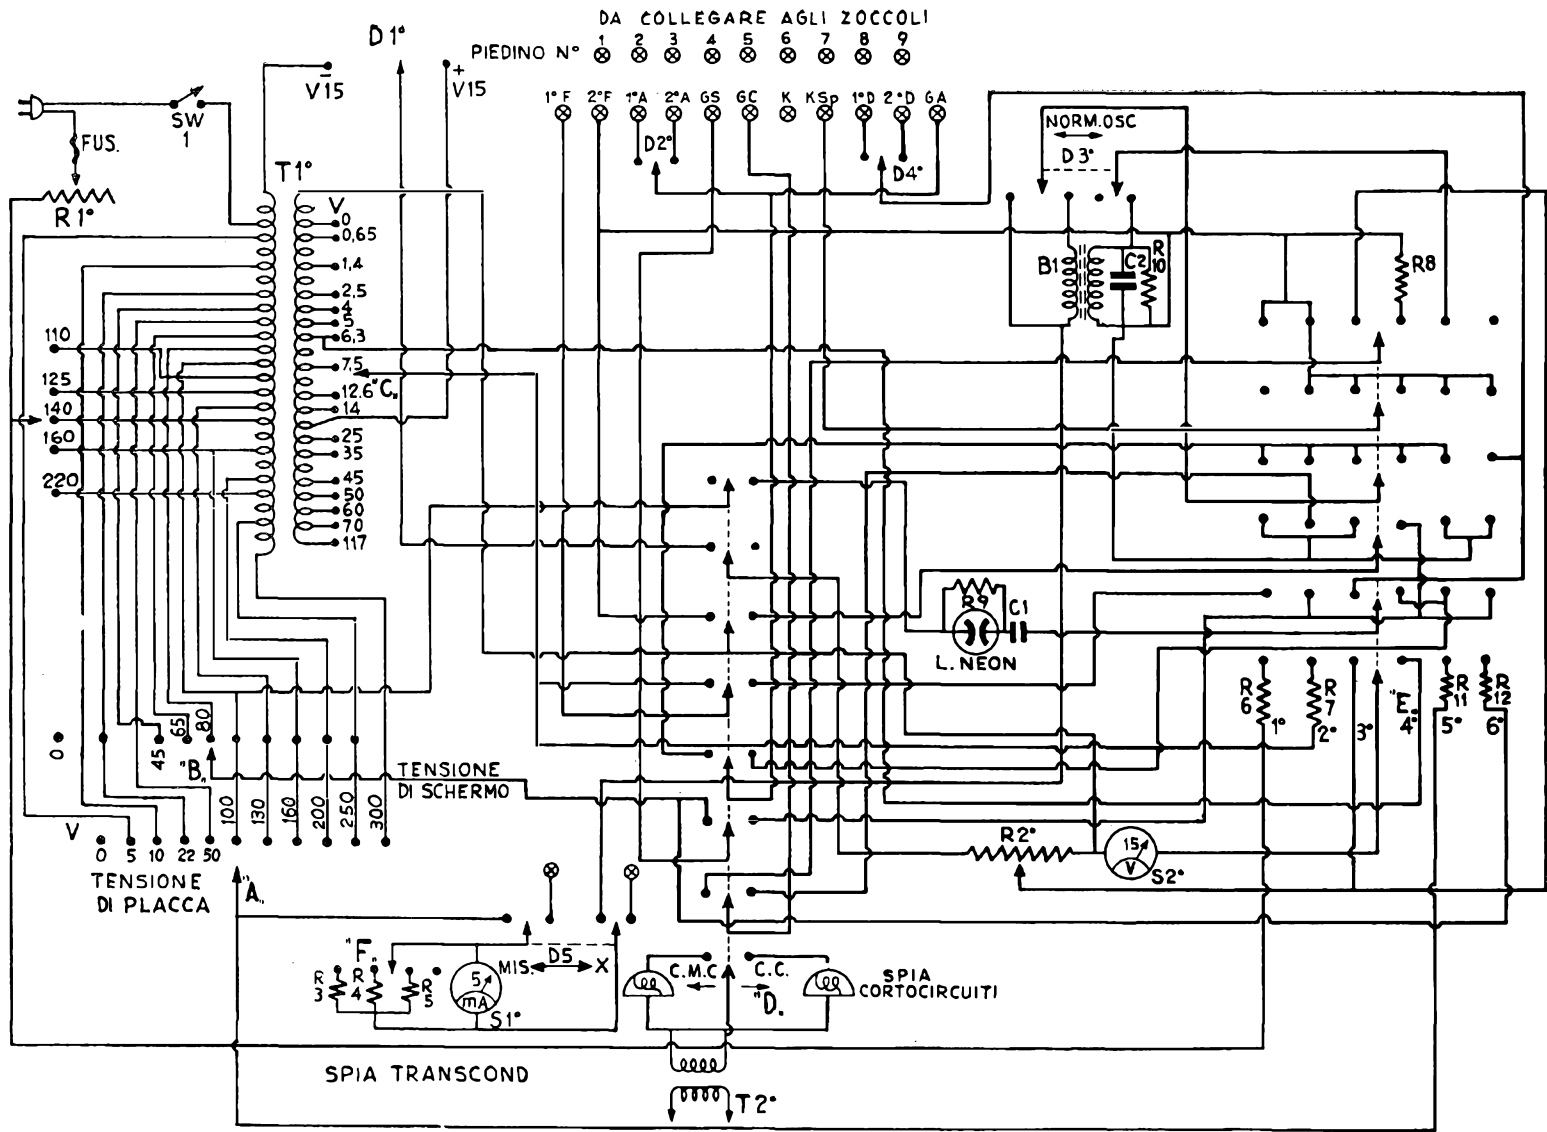 DA COLLEGARE AGLI ZOCCOLI
PIEDINO N° 1 2 3 4 5 6 7 8 9
D1°
- V15
+ V15
1°F 2°F 1°A 2°A GS GC K KSp 1°D 2°D GA
SW 1
FUS.
R1°
T1°
D2°
D4°
NORM. OSC
D3°
B1
C2
R 10
R8
V
0
0,65
1,4
2,5
4
5
6,3
7,5
12.6 "C„
14
25
35
45
50
60
70
117
110
125
140
160
220
R9
C1
L. NEON
R 6 1°
R 7 2°
3°
"E„ 4°
R 11 5°
R 12 6°
0 45 65 80
"B„
TENSIONE
DI SCHERMO
100 130 160 200 250 300
V
0 5 10 22 50
TENSIONE
DI PLACCA
"A„
R2°
15 V
S2°
"F„
R 3
R 4
R 5
5 mA
S1°
MIS. D5 X
C.M.C
C.C.
"D„
SPIA
CORTOCIRCUITI
SPIA TRANSCOND
T2°